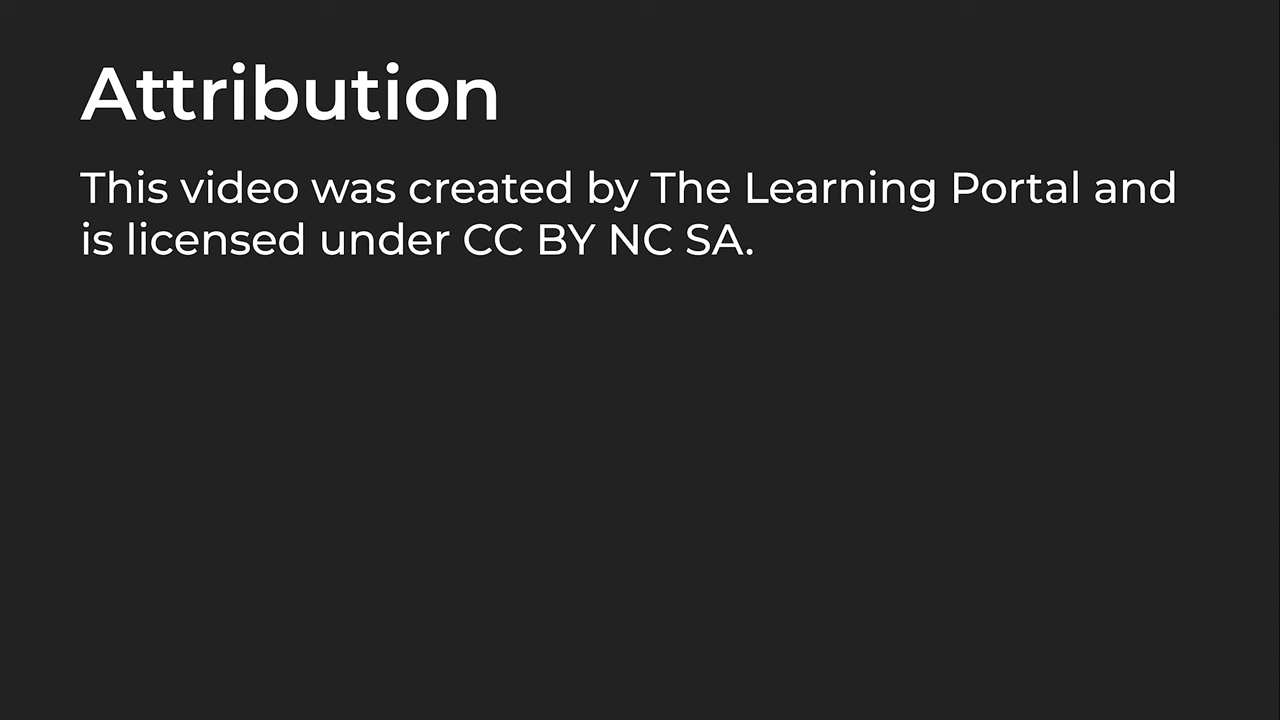 Attribution
This video was created by The Learning Portal and
is licensed under CC BY NC SA.